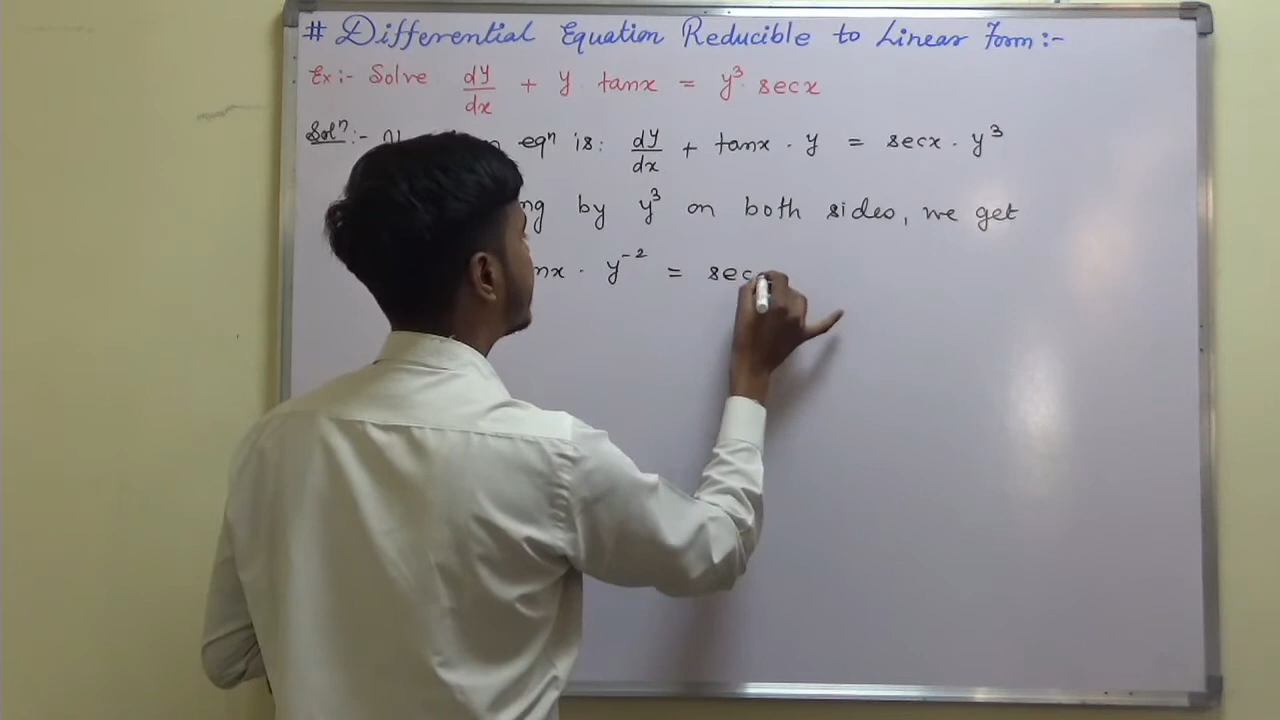 # Differential Equation Reducible to Linear Form :-
Ex :- Solve dy/dx + y tanx = y³ secx
Solⁿ :- eqⁿ is: dy/dx + tanx · y = secx · y³
by y³ on both sides, we get
· y⁻² = sec